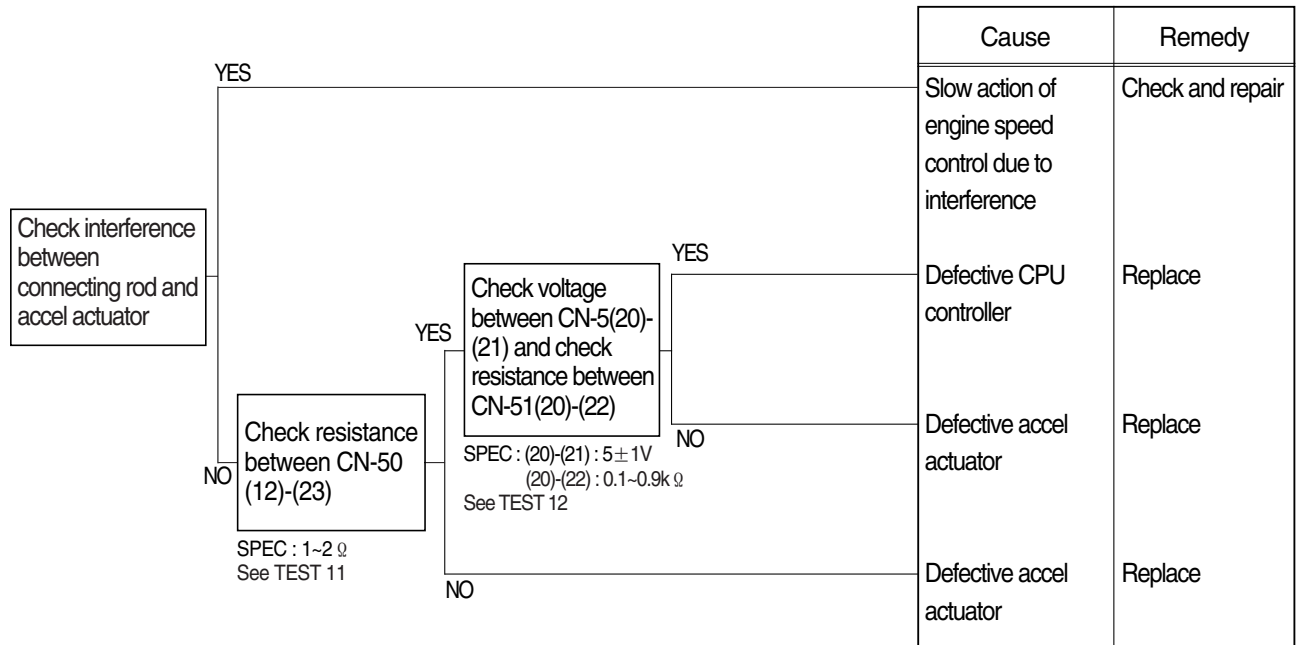 Cause
Remedy
YES
Slow action of
engine speed
control due to
interference
Check and repair
Check interference
between
connecting rod and
accel actuator
YES
Defective CPU
controller
Replace
Check voltage
between CN-5(20)-
(21) and check
resistance between
CN-51(20)-(22)
YES
NO
Defective accel
actuator
Replace
SPEC : (20)-(21) : 5±1V
(20)-(22) : 0.1~0.9k Ω
See TEST 12
NO
Check resistance
between CN-50
(12)-(23)
SPEC : 1~2 Ω
See TEST 11
NO
Defective accel
actuator
Replace